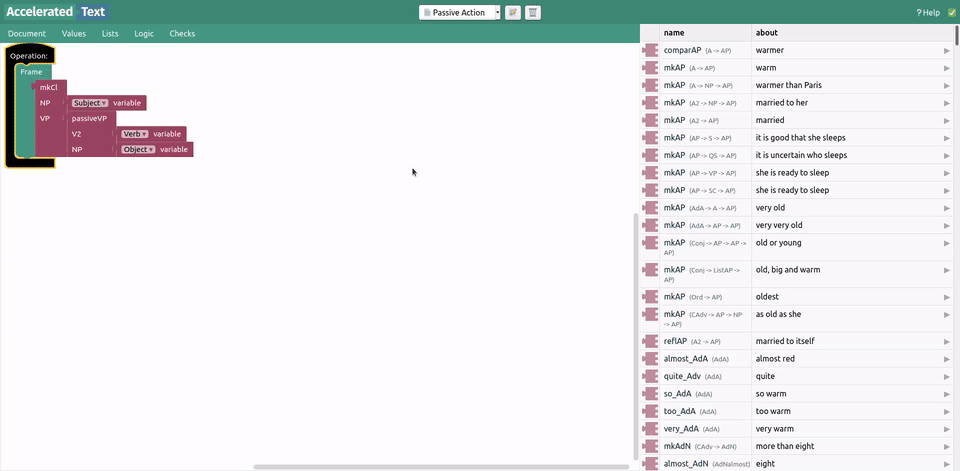 Accelerated Text
Passive Action
? Help
Document Values Lists Logic Checks
Operation:
Frame
mkCl
NP Subject variable
VP passiveVP
V2 Verb variable
NP Object variable
name about
comparAP (A -> AP) warmer
mkAP (A -> AP) warm
mkAP (A -> NP -> AP) warmer than Paris
mkAP (A2 -> NP -> AP) married to her
mkAP (A2 -> AP) married
mkAP (AP -> S -> AP) it is good that she sleeps
mkAP (AP -> QS -> AP) it is uncertain who sleeps
mkAP (AP -> VP -> AP) she is ready to sleep
mkAP (AP -> SC -> AP) she is ready to sleep
mkAP (AdA -> A -> AP) very old
mkAP (AdA -> AP -> AP) very very old
mkAP (Conj -> AP -> AP -> old or young
AP)
mkAP (Conj -> ListAP -> old, big and warm
AP)
mkAP (Ord -> AP) oldest
mkAP (CAdv -> AP -> NP as old as she
-> AP)
reflAP (A2 -> AP) married to itself
almost_AdA (AdA) almost red
quite_Adv (AdA) quite
so_AdA (AdA) so warm
too_AdA (AdA) too warm
very_AdA (AdA) very warm
mkAdN (CAdv -> AdN) more than eight
almost_AdN (AdNalmost) eight